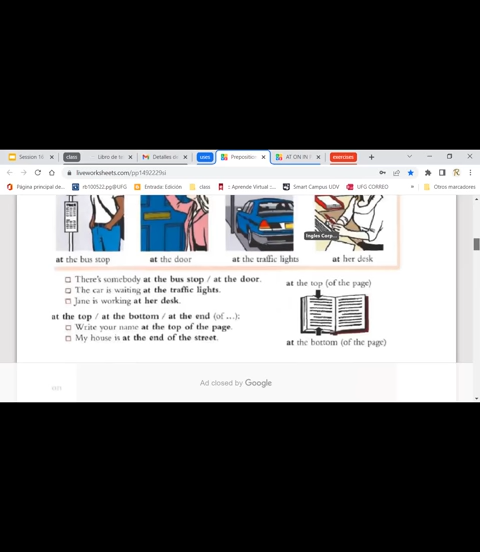 Session 16
class
Libro de te
Detalles de
uses
Preposition
AT ON IN I
exercises
liveworksheets.com/pp1492229si
Página principal de...
rb100522.pg@UFG
Entrada: Edición
class
:: Aprende Virtual ::...
Smart Campus UDV
UFG CORREO
Otros marcadores
Ingles Corp...
at the bus stop
at the door
at the traffic lights
at her desk
There's somebody at the bus stop / at the door.
The car is waiting at the traffic lights.
Jane is working at her desk.
at the top / at the bottom / at the end (of ...):
Write your name at the top of the page.
My house is at the end of the street.
at the top (of the page)
at the bottom (of the page)
Ad closed by Google